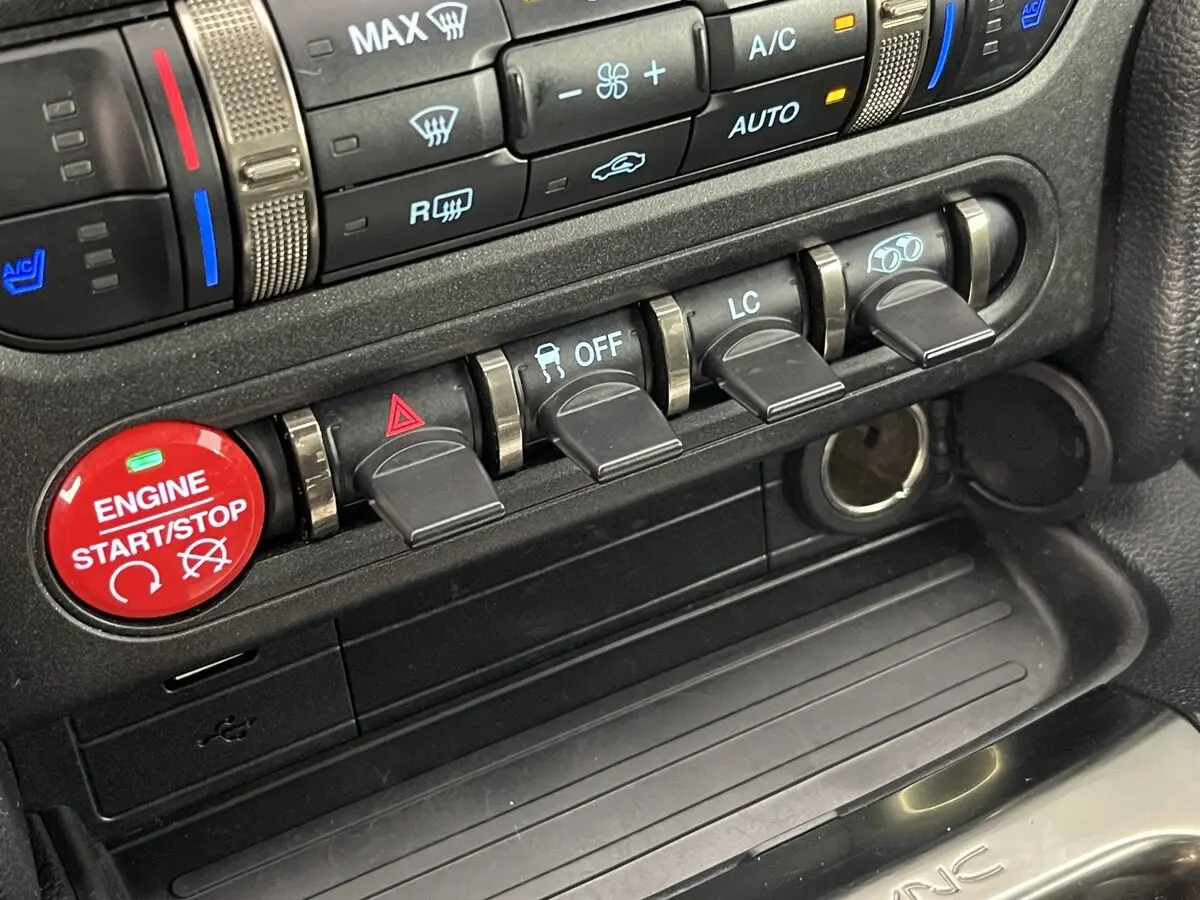 MAX
A/C
A/C
- +
AUTO
R
A/C
OFF
LC
ENGINE
START/STOP